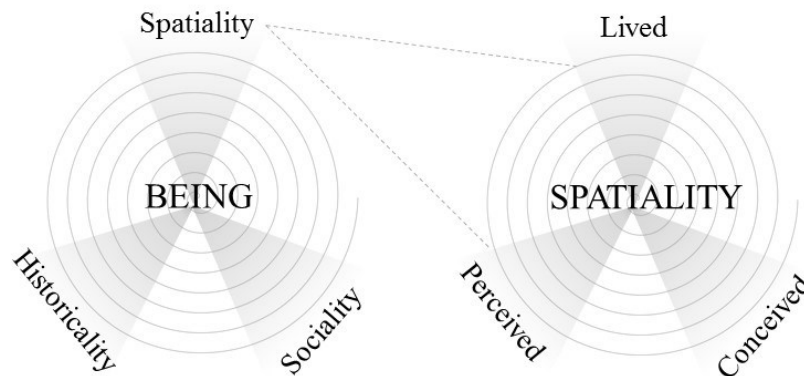 Spatiality
BEING
Historicality
Sociality
Lived
SPATIALITY
Perceived
Conceived